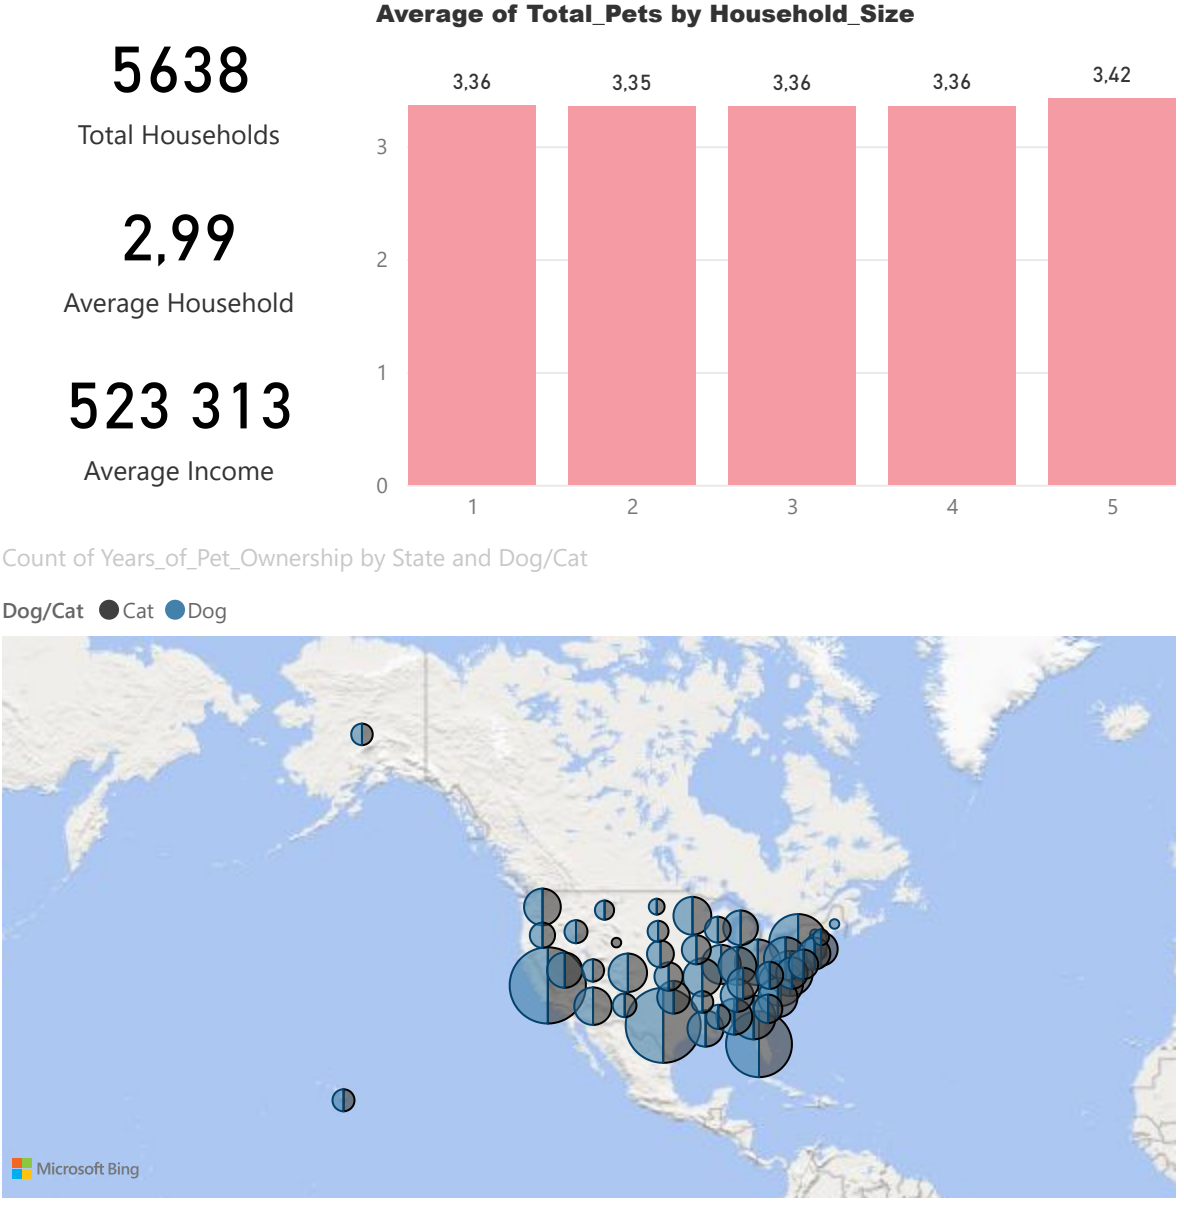 5638
Total Households
2,99
Average Household
523 313
Average Income
Average of Total_Pets by Household_Size
3,36
3,35
3,36
3,36
3,42
3
2
1
0
1
2
3
4
5
Count of Years_of_Pet_Ownership by State and Dog/Cat
Dog/Cat Cat Dog
Microsoft Bing